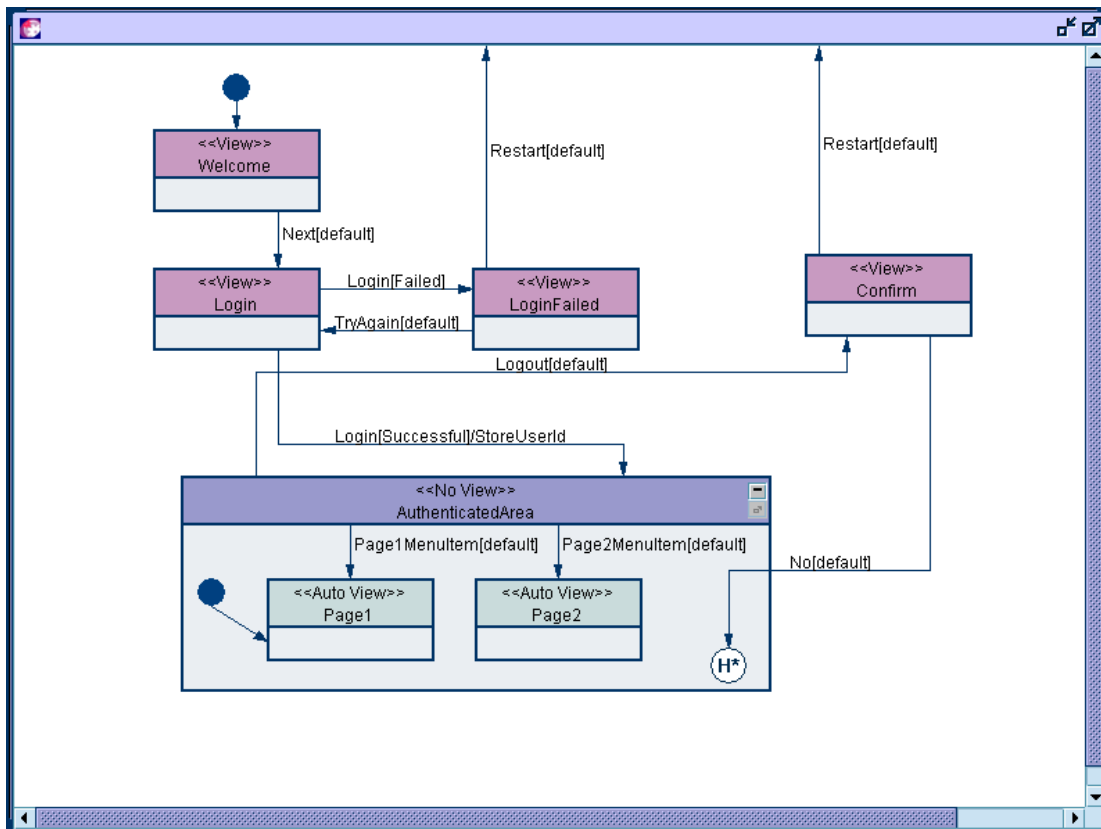 <<View>>
Welcome
Restart[default]
Restart[default]
Next[default]
<<View>>
Login
Login[Failed]
TryAgain[default]
<<View>>
LoginFailed
<<View>>
Confirm
Logout[default]
Login[Successful]/StoreUserId
<<No View>>
AuthenticatedArea
Page1MenuItem[default]
Page2MenuItem[default]
No[default]
<<Auto View>>
Page1
<<Auto View>>
Page2
H*